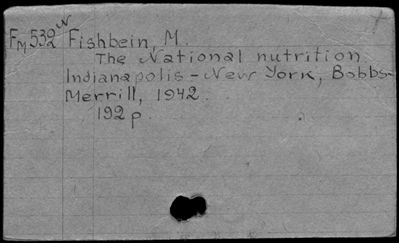 N
FM532 Fishbein, M.
The National nutrition
Indianapolis - New York, Bobbs-
Merrill, 1942.
192 p.